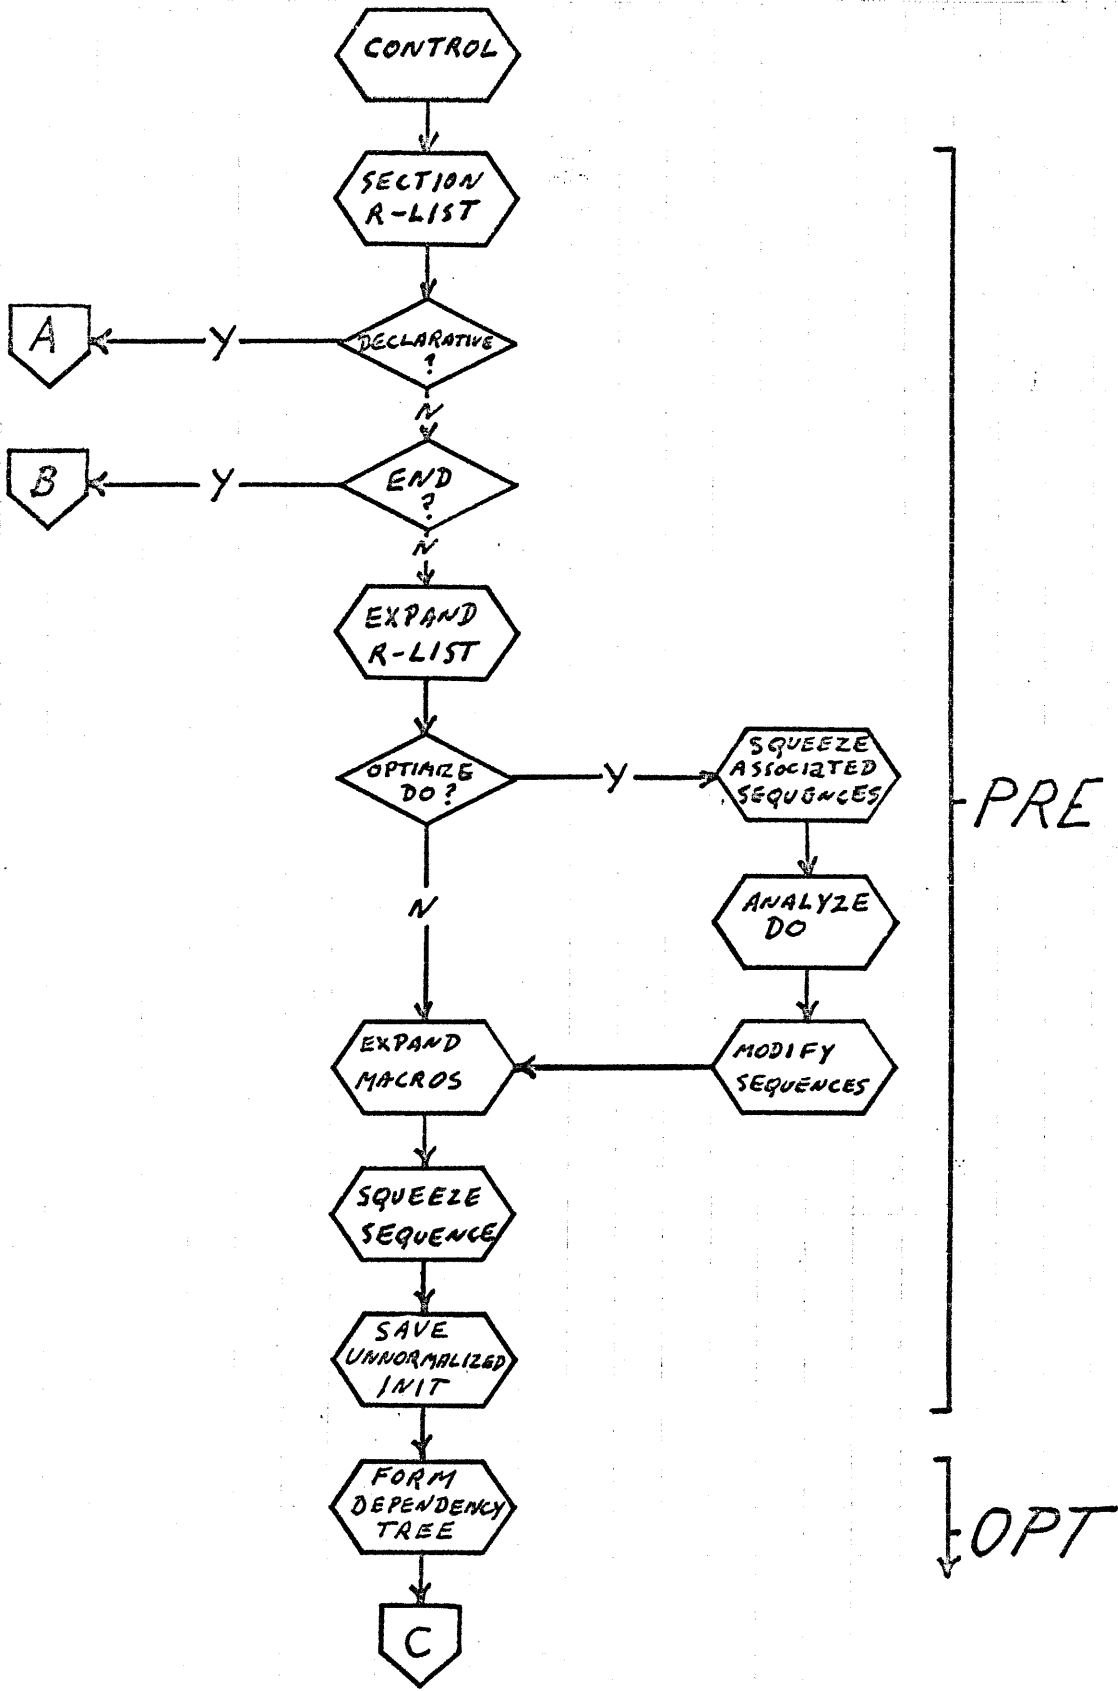 CONTROL
SECTION
R-LIST
DECLARATIVE
?
Y
A
N
END
?
Y
B
N
EXPAND
R-LIST
OPTIMIZE
DO?
Y
SQUEEZE
ASSOCIATED
SEQUENCES
PRE
ANALYZE
DO
N
EXPAND
MACROS
MODIFY
SEQUENCES
SQUEEZE
SEQUENCE
SAVE
UNNORMALIZED
INIT
FORM
DEPENDENCY
TREE
OPT
C